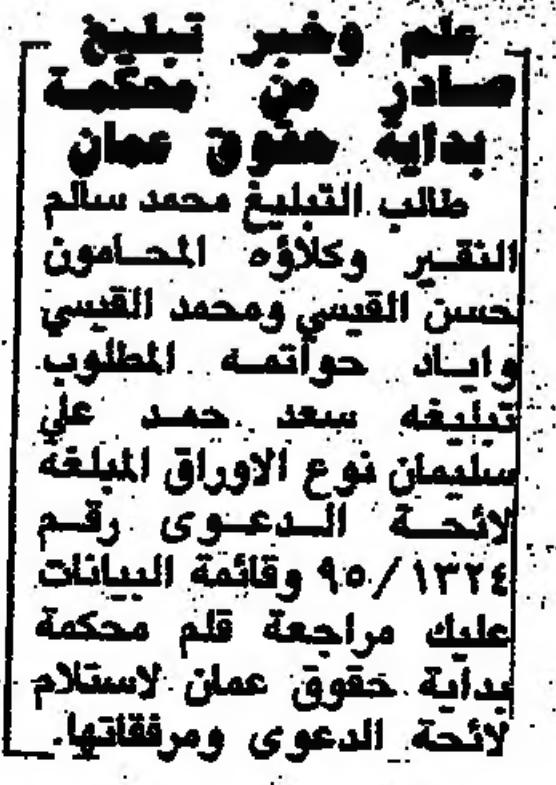 علم وخبر تبليغ
صادر من محكمة
بداية حقوق عمان
طالب التبليغ محمد سالم
النقير وكلاؤه المحامون
حسن القيسي ومحمد القيسي
واياد حواتمه المطلوب
تبليغه سعد حمد علي
سليمان نوع الاوراق المبلغه
لائحة الدعوى رقم
٩٥/١٣٢٤ وقائمة البيانات
عليك مراجعة قلم محكمة
بداية حقوق عمان لاستلام
لائحة الدعوى ومرفقاتها.